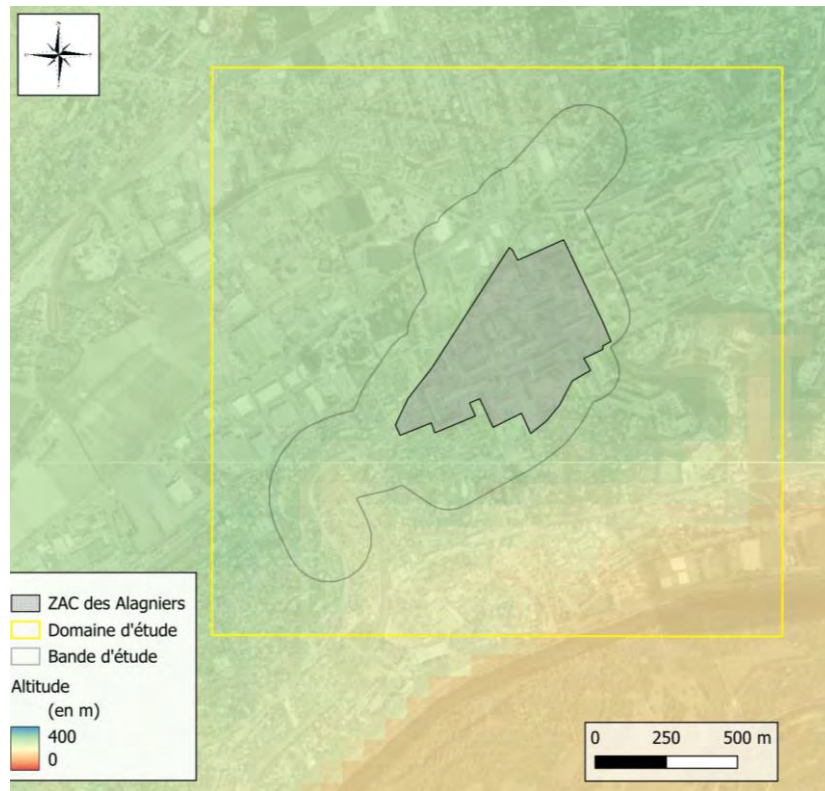 ZAC des Alagniers
Domaine d'étude
Bande d'étude
Altitude
(en m)
400
0
0 250 500 m